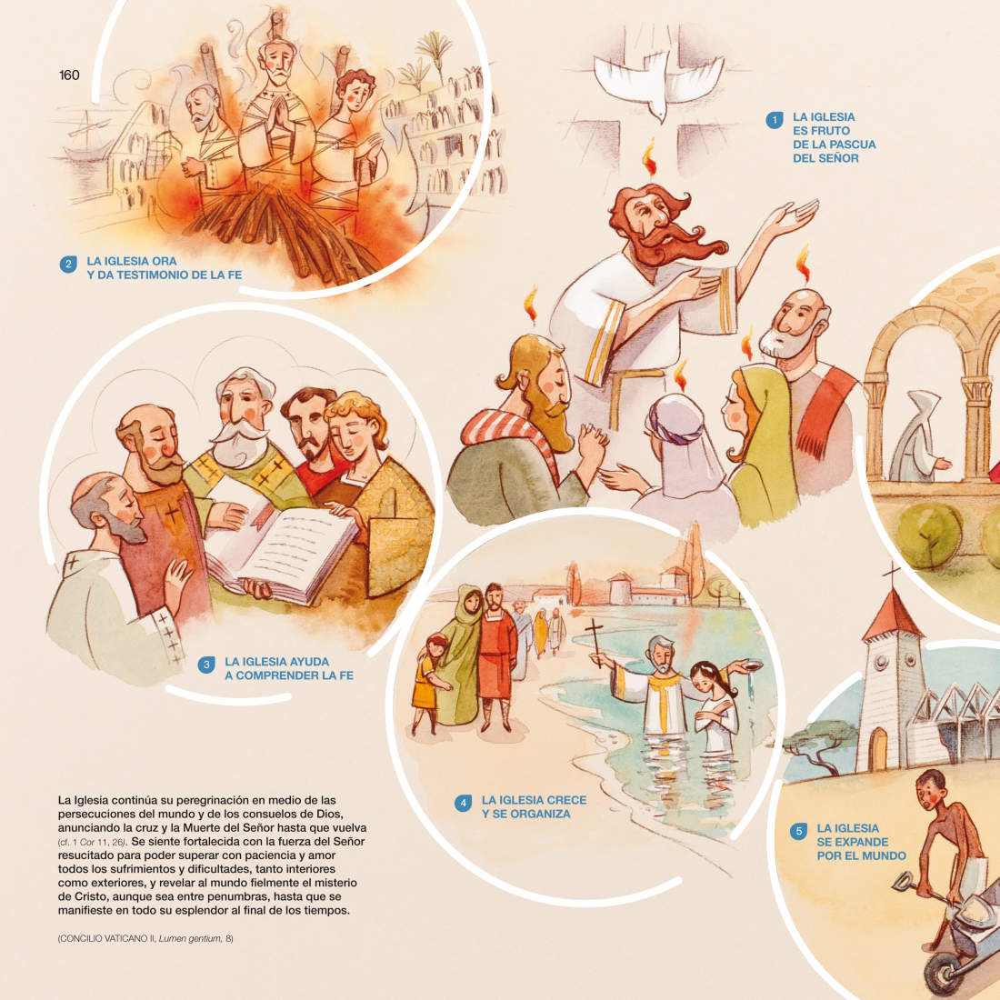 160
1
LA IGLESIA
ES FRUTO
DE LA PASCUA
DEL SEÑOR
2
LA IGLESIA ORA
Y DA TESTIMONIO DE LA FE
3
LA IGLESIA AYUDA
A COMPRENDER LA FE
4
LA IGLESIA CRECE
Y SE ORGANIZA
5
LA IGLESIA
SE EXPANDE
POR EL MUNDO
La Iglesia continúa su peregrinación en medio de las
persecuciones del mundo y de los consuelos de Dios,
anunciando la cruz y la Muerte del Señor hasta que vuelva
(cf. 1 Cor 11, 26). Se siente fortalecida con la fuerza del Señor
resucitado para poder superar con paciencia y amor
todos los sufrimientos y dificultades, tanto interiores
como exteriores, y revelar al mundo fielmente el misterio
de Cristo, aunque sea entre penumbras, hasta que se
manifieste en todo su esplendor al final de los tiempos.
(CONCILIO VATICANO II, Lumen gentium, 8)